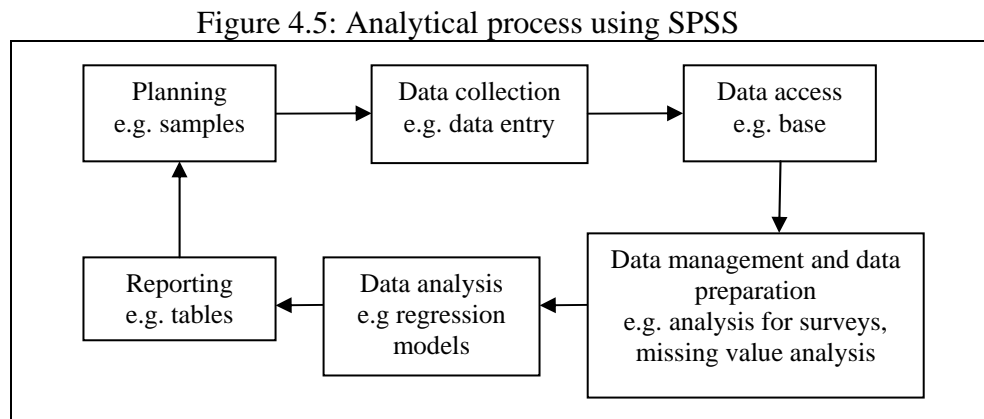 Figure 4.5: Analytical process using SPSS
Planning
e.g. samples
Data collection
e.g. data entry
Data access
e.g. base
Data management and data
preparation
e.g. analysis for surveys,
missing value analysis
Data analysis
e.g regression
models
Reporting
e.g. tables